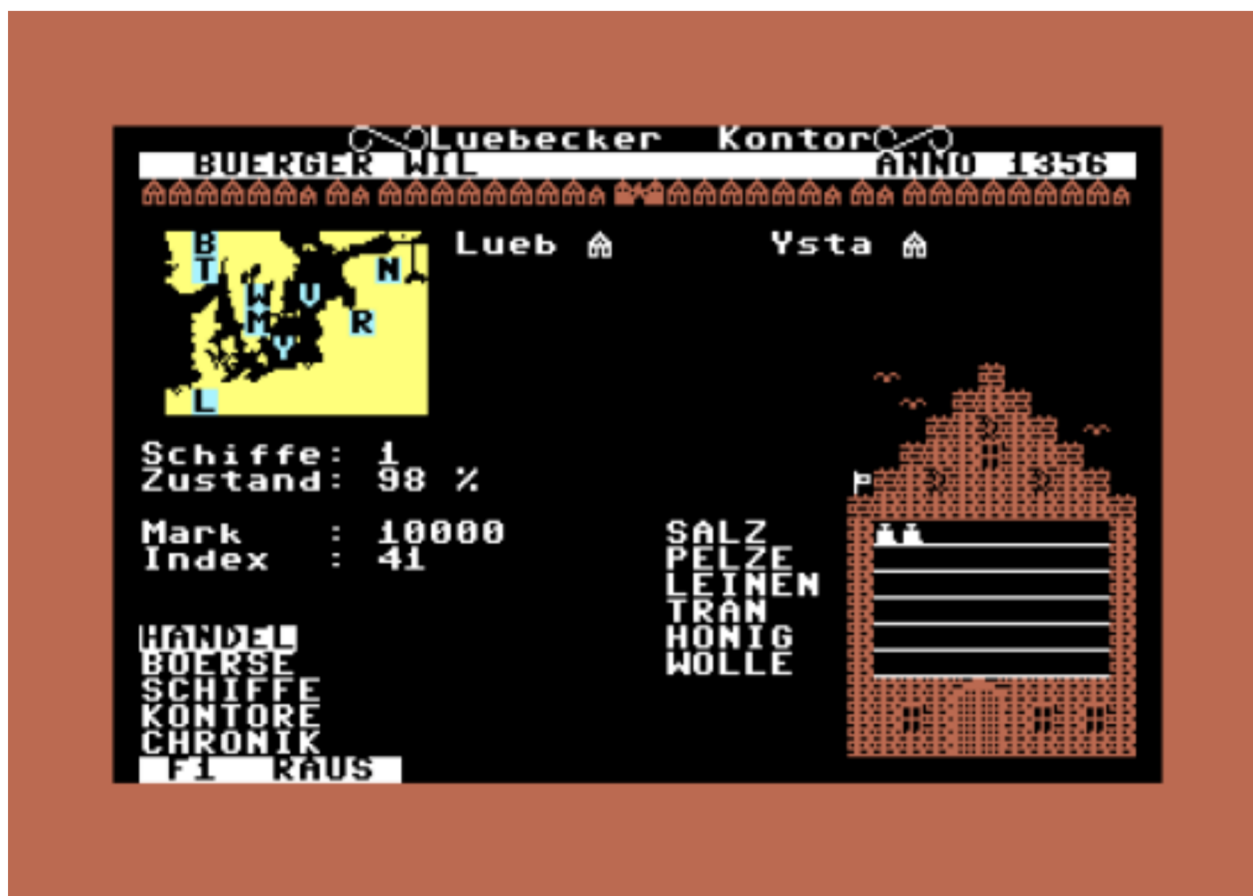 Luebecker Kontor
BUERGER WIL ANNO 1356
Lueb Ysta
B
T
N
W
V
M
R
Y
L
Schiffe: 1
Zustand: 98 %
Mark : 10000
Index : 41
SALZ
PELZE
LEINEN
TRAN
HONIG
WOLLE
HANDEL
BOERSE
SCHIFFE
KONTORE
CHRONIK
F1 RAUS